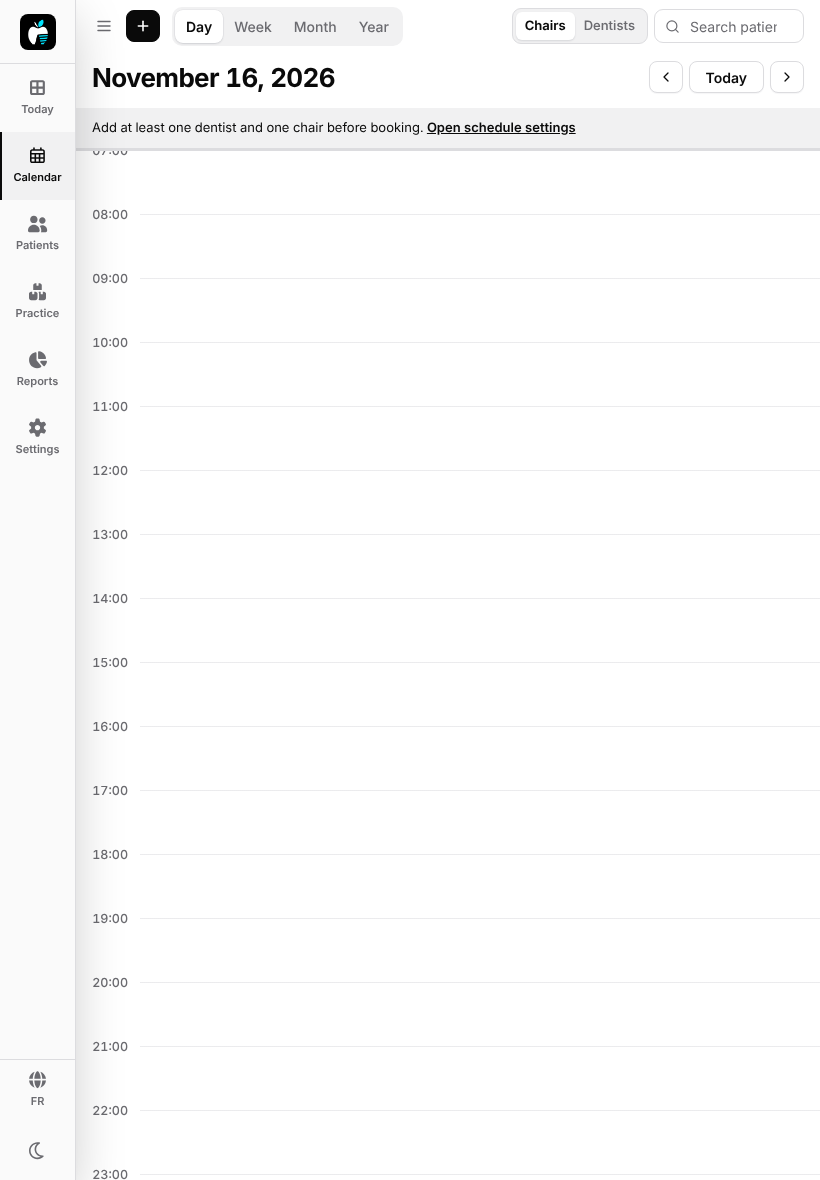 Day Week Month Year
Chairs Dentists
Search patier
November 16, 2026
Today
Add at least one dentist and one chair before booking. Open schedule settings
Today
Calendar
Patients
Practice
Reports
Settings
FR
07:00
08:00
09:00
10:00
11:00
12:00
13:00
14:00
15:00
16:00
17:00
18:00
19:00
20:00
21:00
22:00
23:00